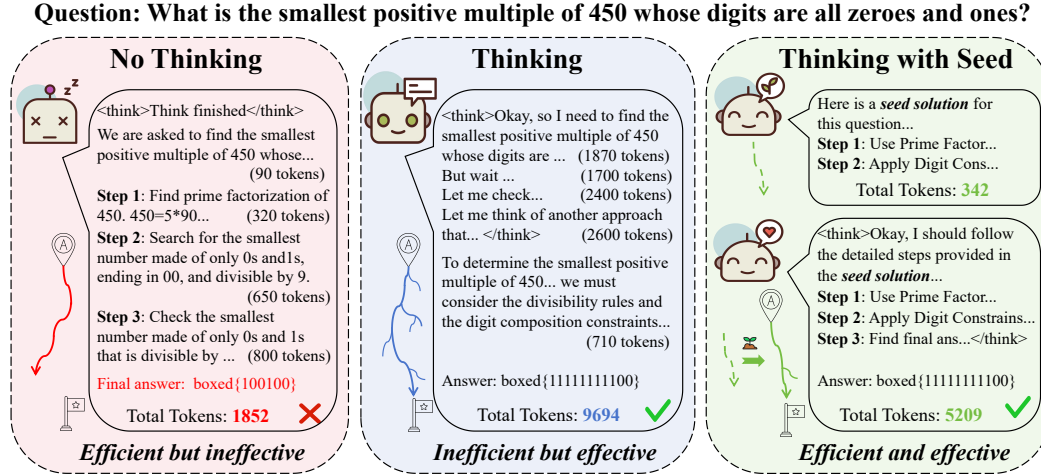 Question: What is the smallest positive multiple of 450 whose digits are all zeroes and ones?
No Thinking
z z z
<think>Think finished</think>
We are asked to find the smallest
positive multiple of 450 whose...
(90 tokens)
Step 1: Find prime factorization of
450. 450=5*90... (320 tokens)
Step 2: Search for the smallest
number made of only 0s and1s,
ending in 00, and divisible by 9.
(650 tokens)
Step 3: Check the smallest
number made of only 0s and 1s
that is divisible by ... (800 tokens)
Final answer: boxed{100100}
Total Tokens: 1852
A
Efficient but ineffective
Thinking
<think>Okay, so I need to find the
smallest positive multiple of 450
whose digits are ... (1870 tokens)
But wait ... (1700 tokens)
Let me check... (2400 tokens)
Let me think of another approach
that... </think> (2600 tokens)
To determine the smallest positive
multiple of 450... we must
consider the divisibility rules and
the digit composition constraints...
(710 tokens)
Answer: boxed{11111111100}
Total Tokens: 9694
A
Inefficient but effective
Thinking with Seed
Here is a seed solution for
this question...
Step 1: Use Prime Factor...
Step 2: Apply Digit Cons...
Total Tokens: 342
<think>Okay, I should follow
the detailed steps provided in
the seed solution...
Step 1: Use Prime Factor...
Step 2: Apply Digit Constrains...
Step 3: Find final ans...</think>
Answer: boxed{11111111100}
Total Tokens: 5209
A
Efficient and effective